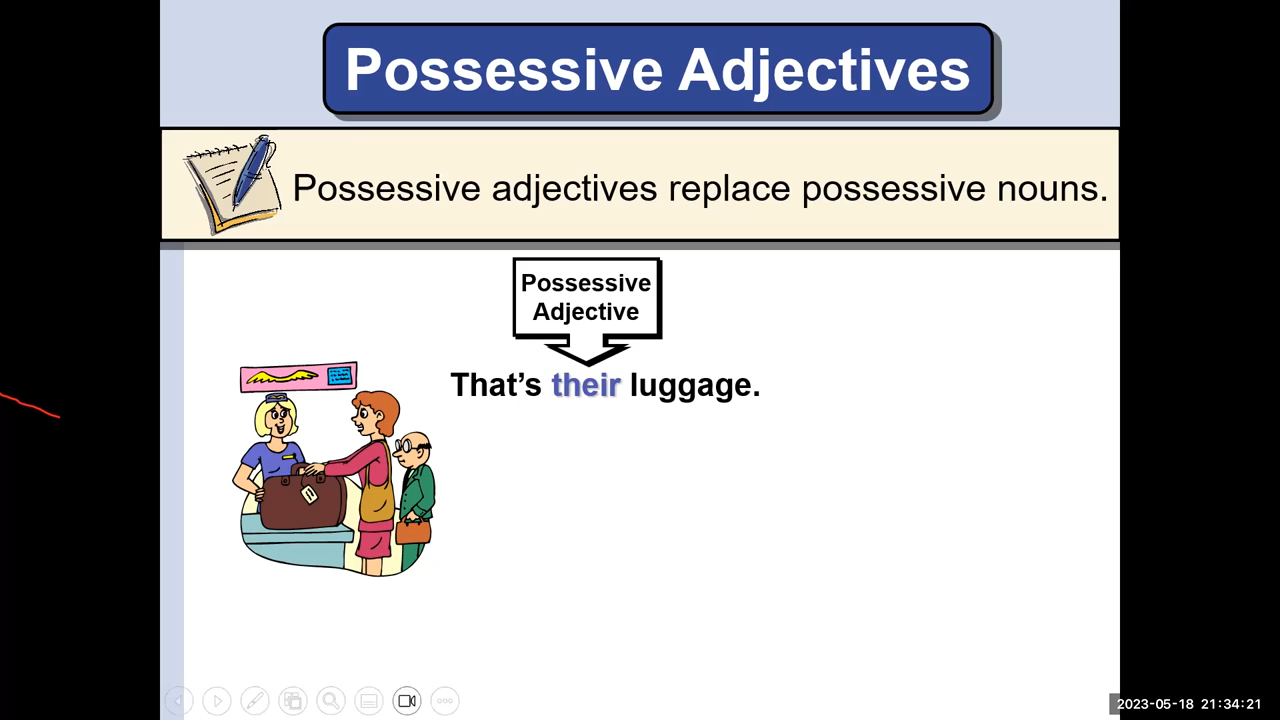 Possessive Adjectives
Possessive adjectives replace possessive nouns.
Possessive
Adjective
That’s their luggage.
2023-05-18 21:34:21